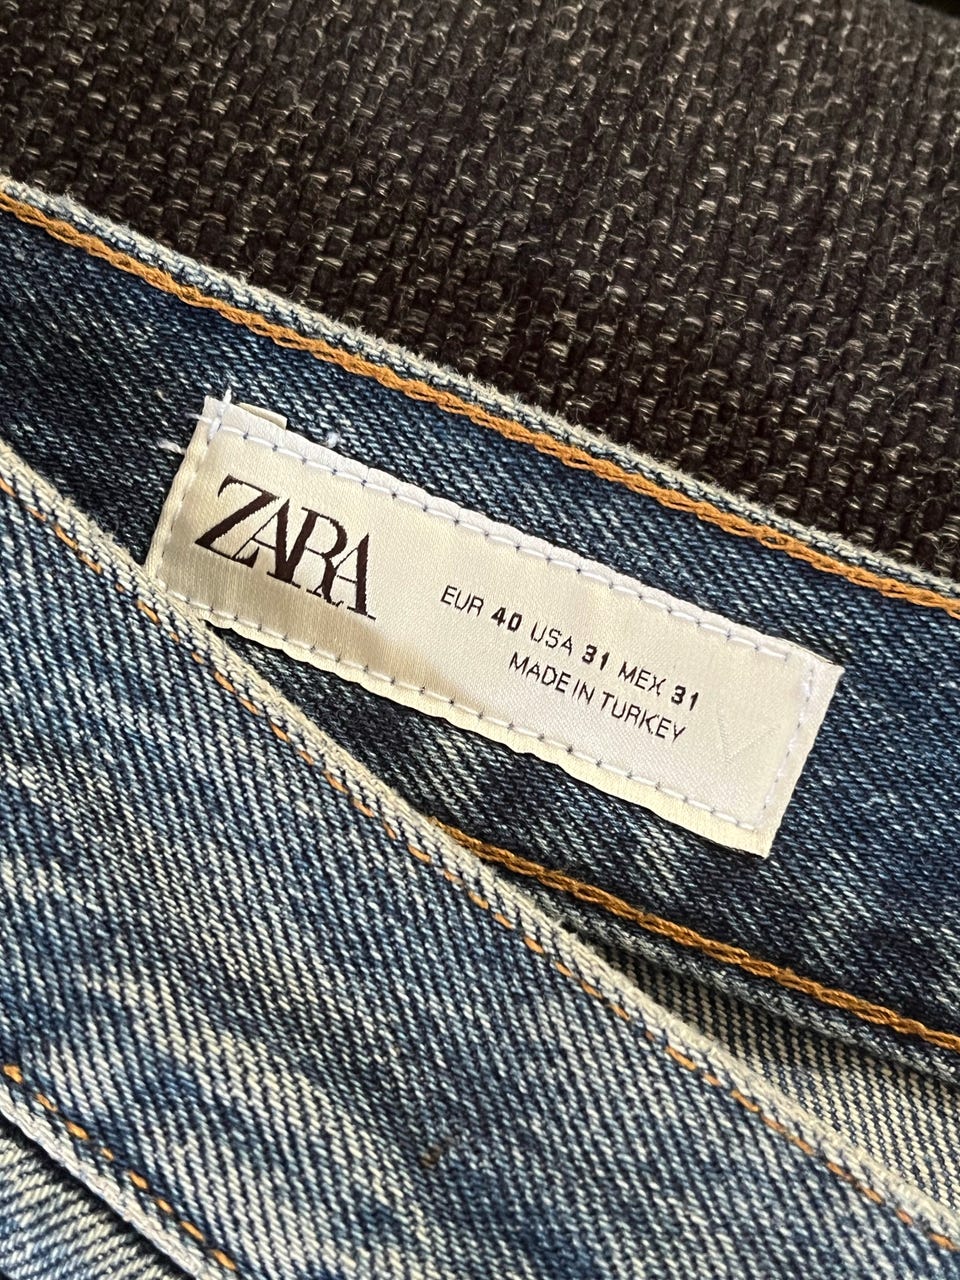 ZARA
EUR 40 USA 31 MEX 31
MADE IN TURKEY